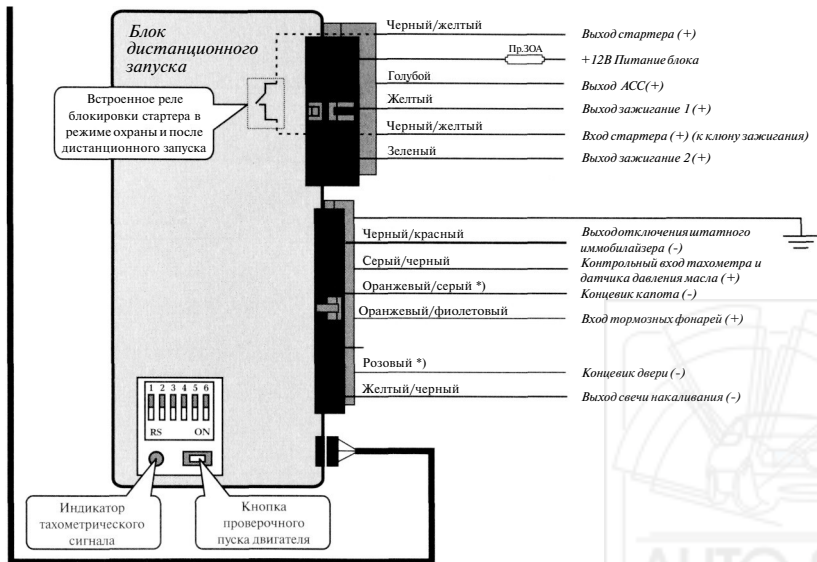 Блок
дистанционного
запуска
Встроенное реле
блокировки стартера в
режиме охраны и после
дистанционного запуска
Черный/желтый
Выход стартера (+)
Пр.30А
+12В Питание блока
Голубой
Выход АСС(+)
Желтый
Выход зажигание 1 (+)
Черный/желтый
Вход стартера (+) (к клюну зажигания)
Зеленый
Выход зажигание 2 (+)
Черный/красный
Выход отключения штатного
иммобилайзера (-)
Серый/черный
Контрольный вход тахометра и
датчика давления масла (+)
Оранжевый/серый *)
Концевик капота (-)
Оранжевый/фиолетовый
Вход тормозных фонарей (+)
Розовый *)
Концевик двери (-)
Желтый/черный
Выход свечи накаливания (-)
1 2 3 4 5 6
RS ON
Индикатор
тахометрического
сигнала
Кнопка
проверочного
пуска двигателя